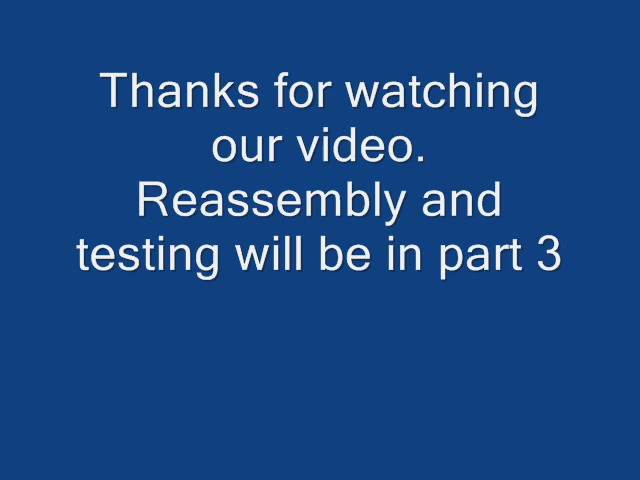 Thanks for watching
our video.
Reassembly and
testing will be in part 3